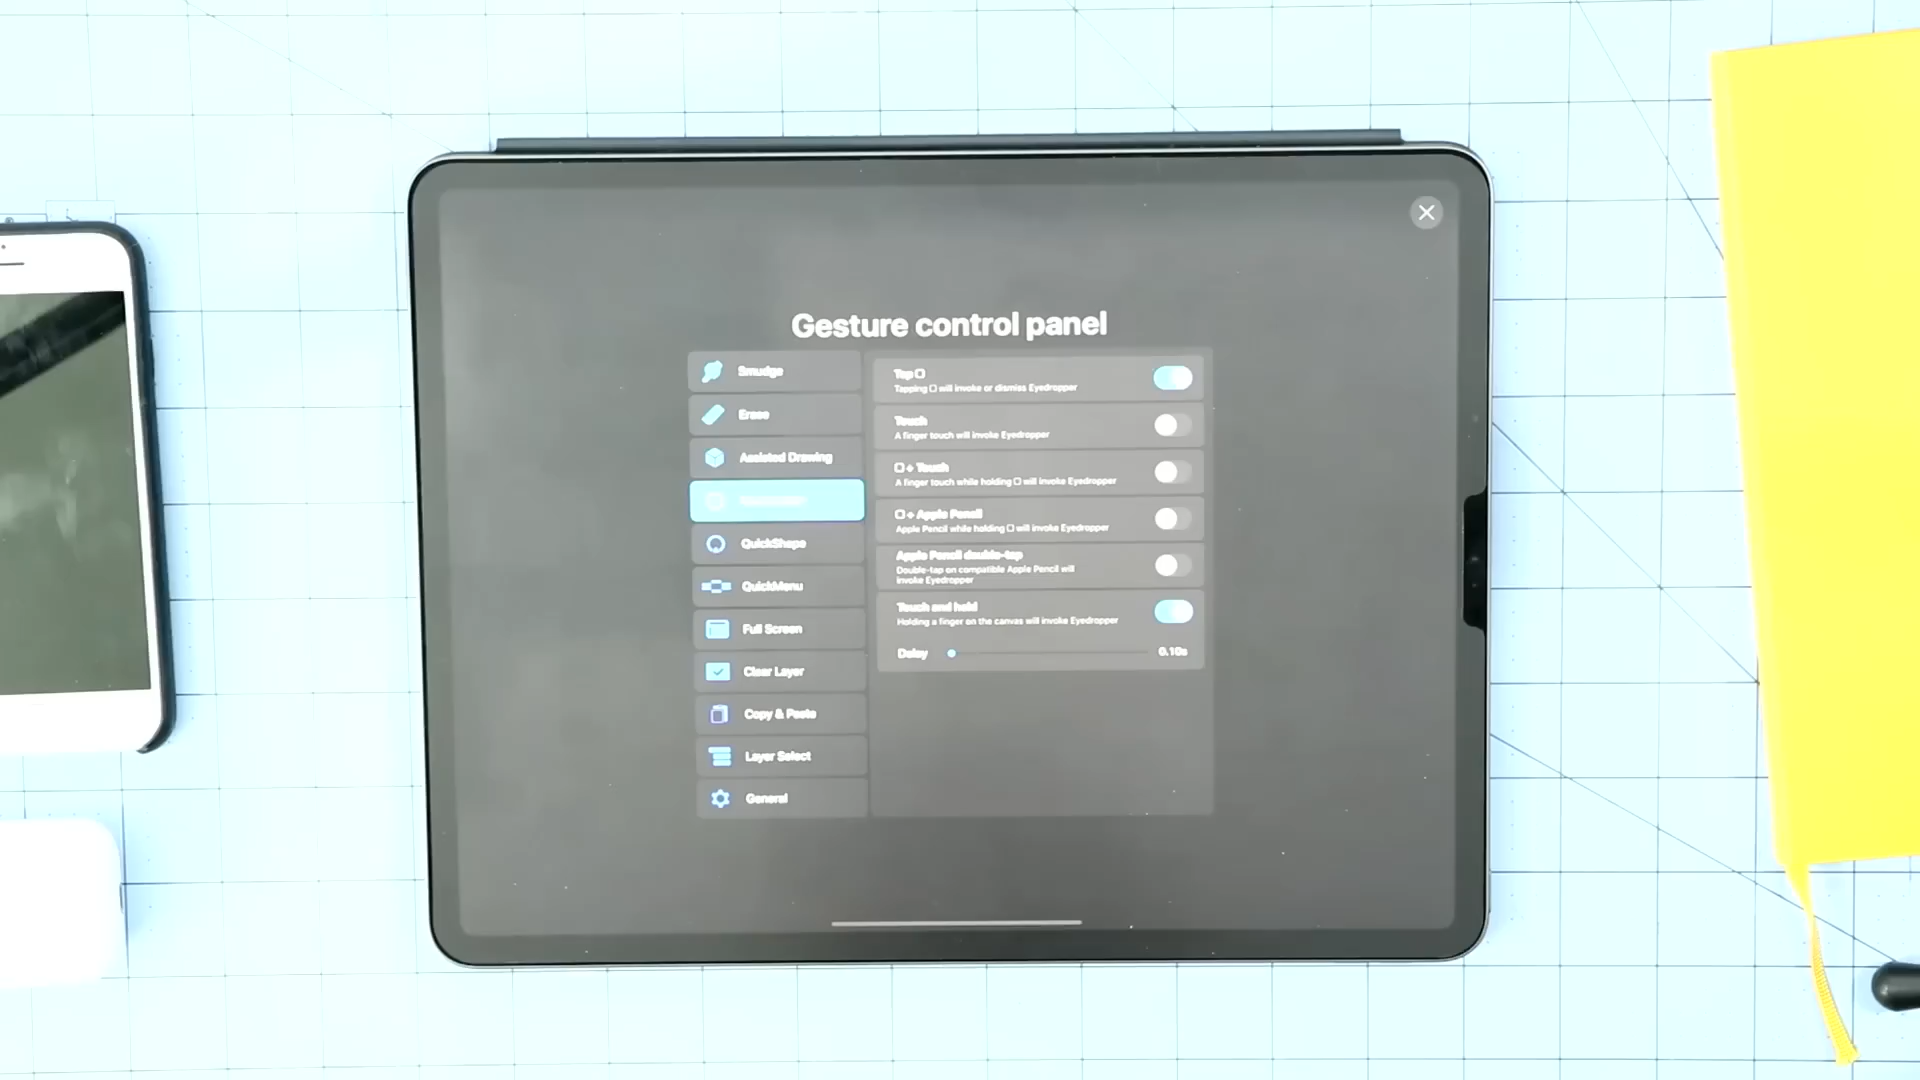 Gesture control panel
Smudge
Erase
Assisted Drawing
QuickShape
QuickMenu
Full Screen
Clear Layer
Copy & Paste
Layer Select
General
Tap ▢
Tapping ▢ will invoke or dismiss Eyedropper
Touch
A finger touch will invoke Eyedropper
▢ + Touch
A finger touch while holding ▢ will invoke Eyedropper
▢ + Apple Pencil
Apple Pencil while holding ▢ will invoke Eyedropper
Apple Pencil double-tap
Double-tap on compatible Apple Pencil will
invoke Eyedropper
Touch and hold
Holding a finger on the canvas will invoke Eyedropper
Delay 0.10s